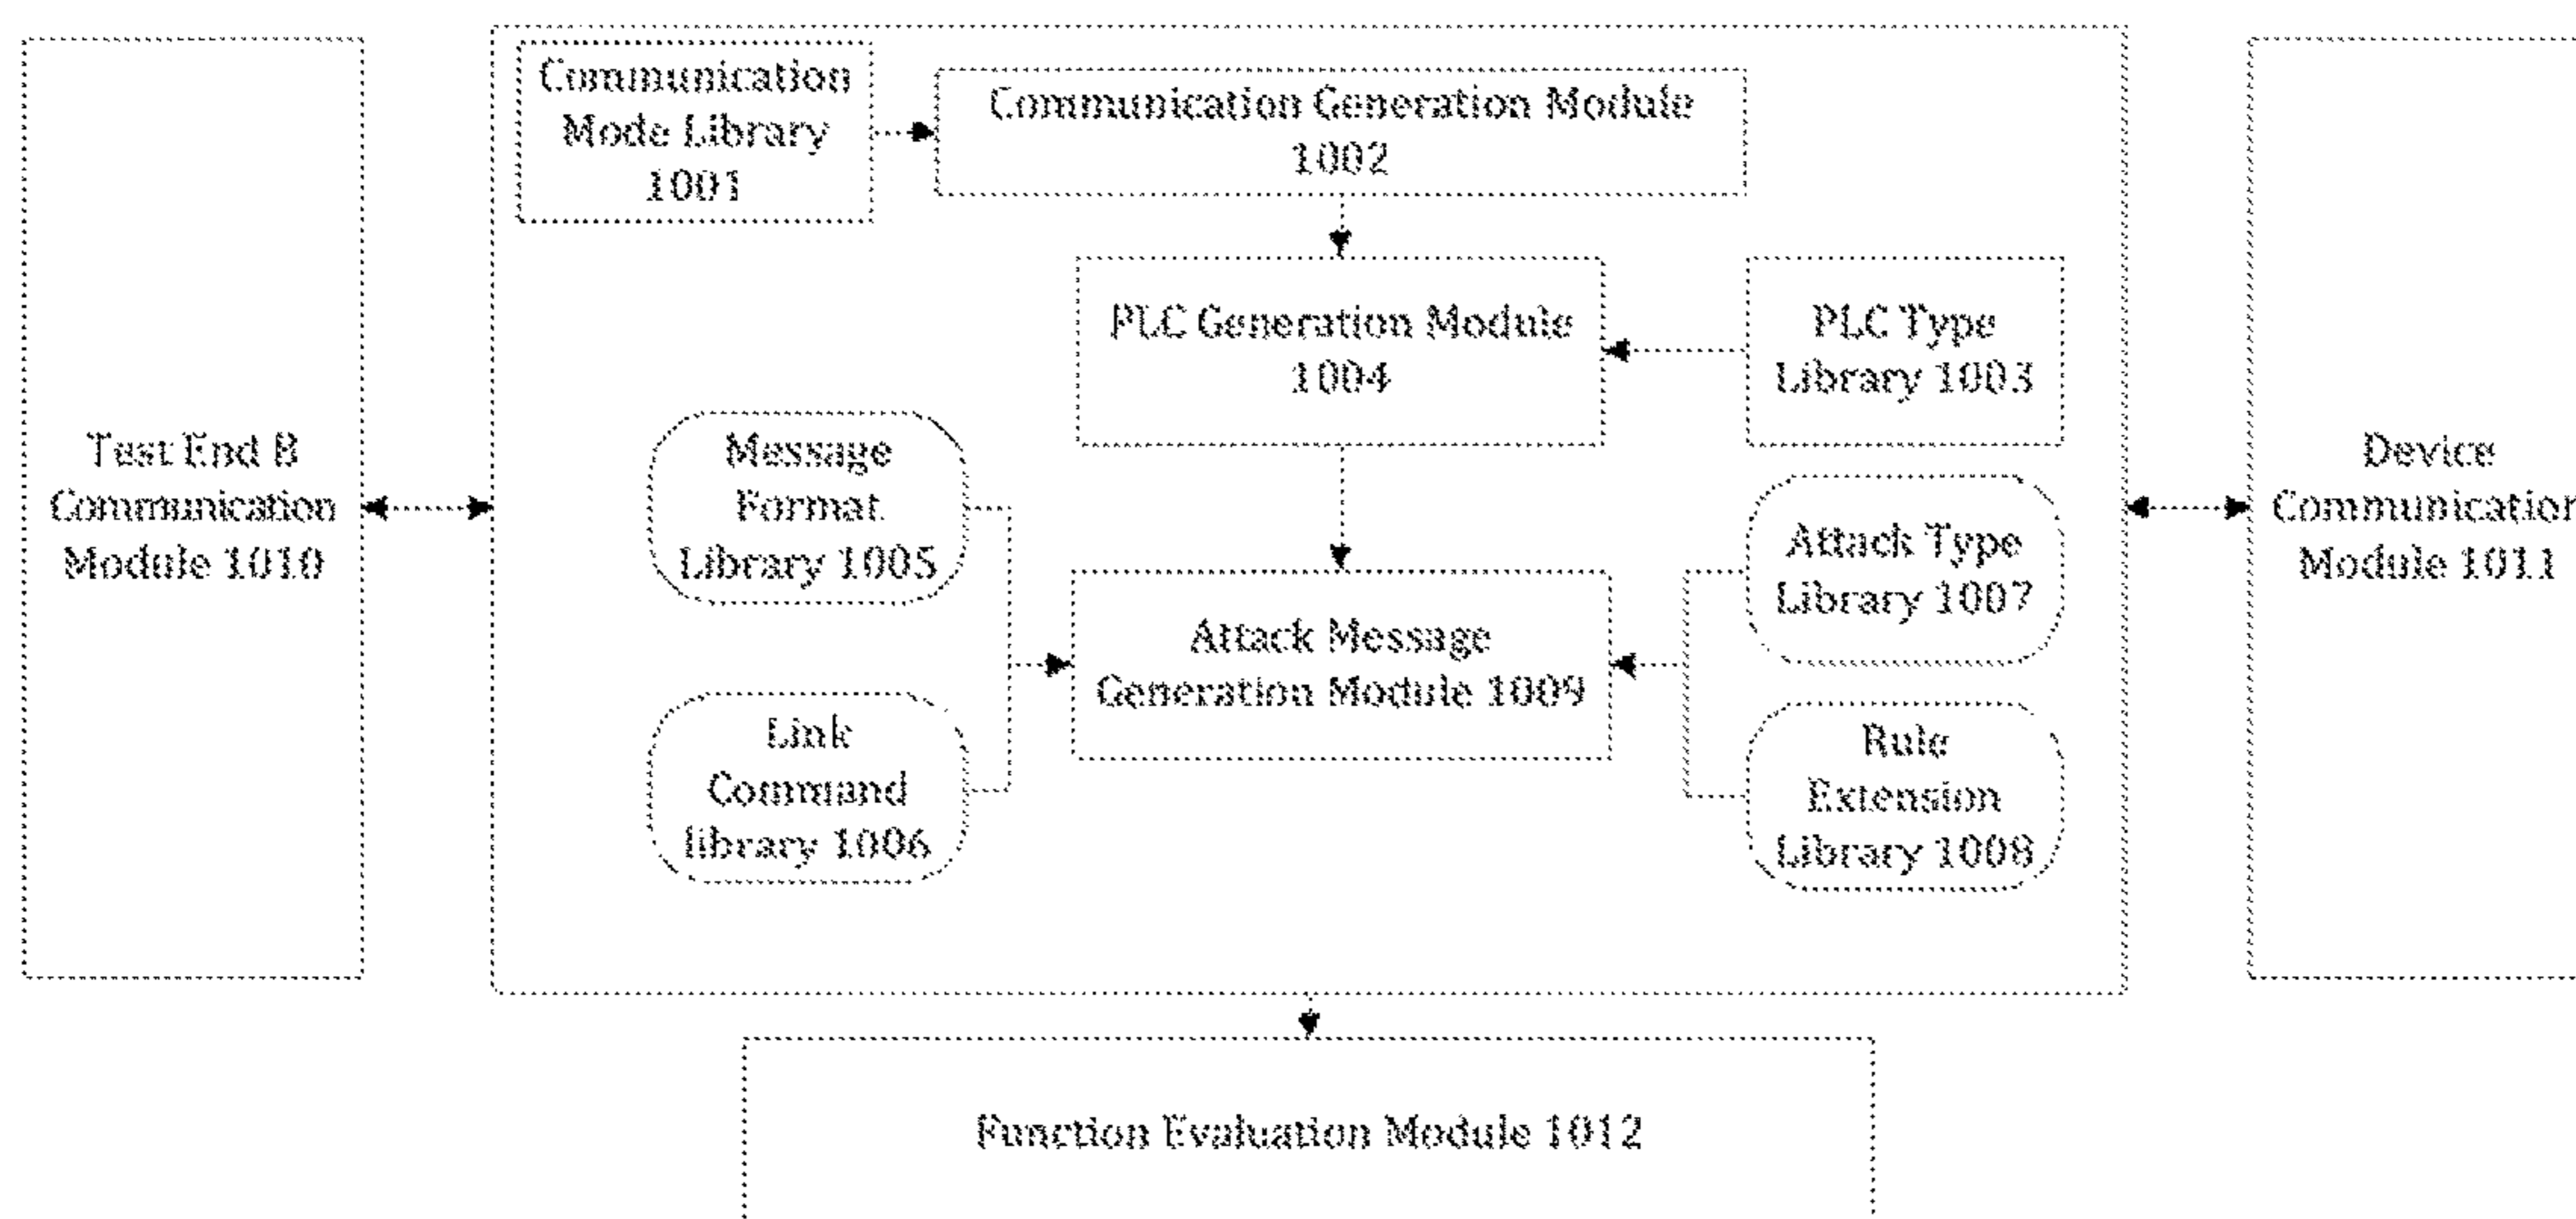 Communication
Mode Library
1001
Communication Generation Module
1002
PLC Generation Module
1004
PLC Type
Library 1003
Test End B
Communication
Module 1010
Message
Format
Library 1005
Attack Type
Library 1007
Device
Communication
Module 1011
Attack Message
Generation Module 1009
Link
Command
library 1006
Rule
Extension
Library 1008
Function Evaluation Module 1012